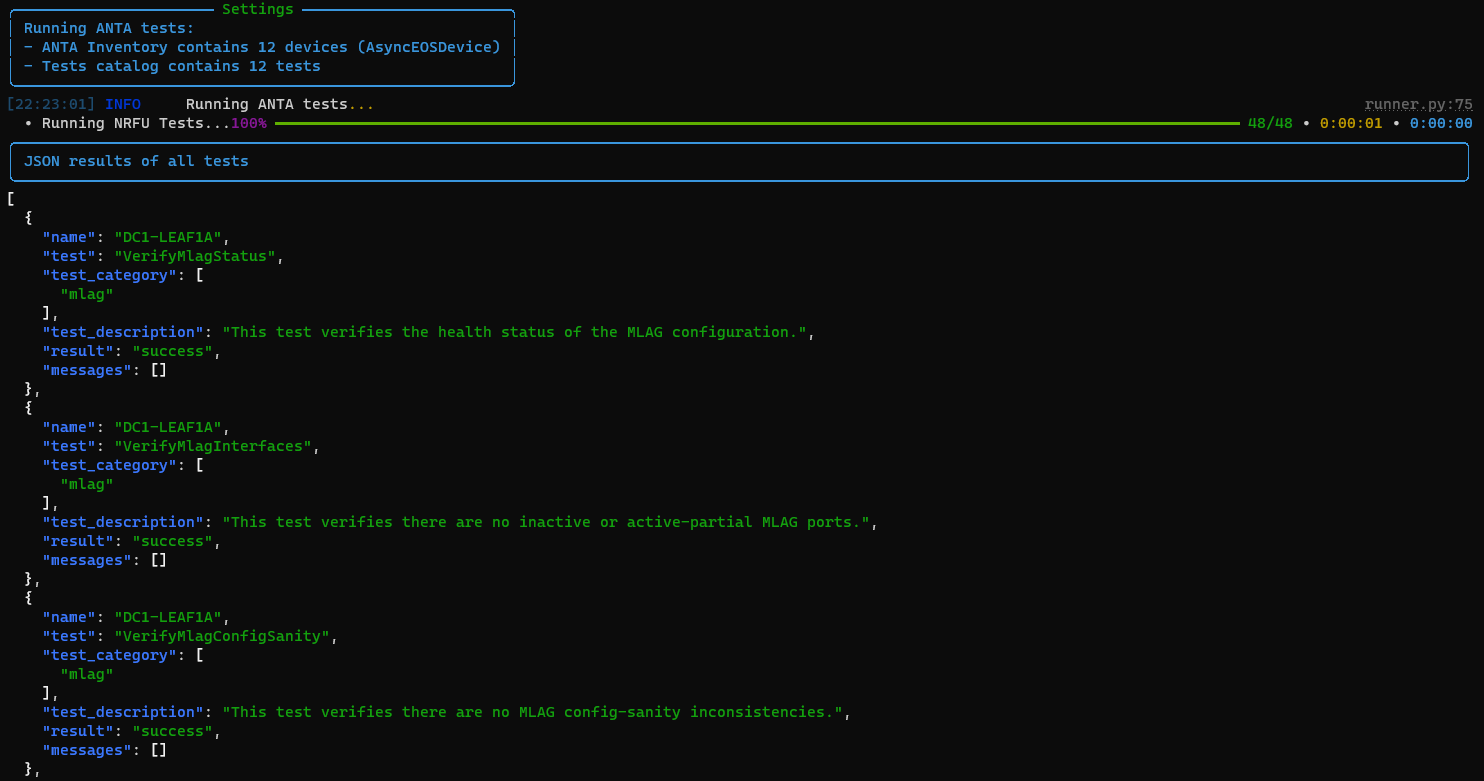 Settings
Running ANTA tests:
- ANTA Inventory contains 12 devices (AsyncEOSDevice)
- Tests catalog contains 12 tests
[22:23:01] INFO Running ANTA tests... runner.py:75
• Running NRFU Tests...100% 48/48 • 0:00:01 • 0:00:00
JSON results of all tests
[
  {
    "name": "DC1-LEAF1A",
    "test": "VerifyMlagStatus",
    "test_category": [
      "mlag"
    ],
    "test_description": "This test verifies the health status of the MLAG configuration.",
    "result": "success",
    "messages": []
  },
  {
    "name": "DC1-LEAF1A",
    "test": "VerifyMlagInterfaces",
    "test_category": [
      "mlag"
    ],
    "test_description": "This test verifies there are no inactive or active-partial MLAG ports.",
    "result": "success",
    "messages": []
  },
  {
    "name": "DC1-LEAF1A",
    "test": "VerifyMlagConfigSanity",
    "test_category": [
      "mlag"
    ],
    "test_description": "This test verifies there are no MLAG config-sanity inconsistencies.",
    "result": "success",
    "messages": []
  },